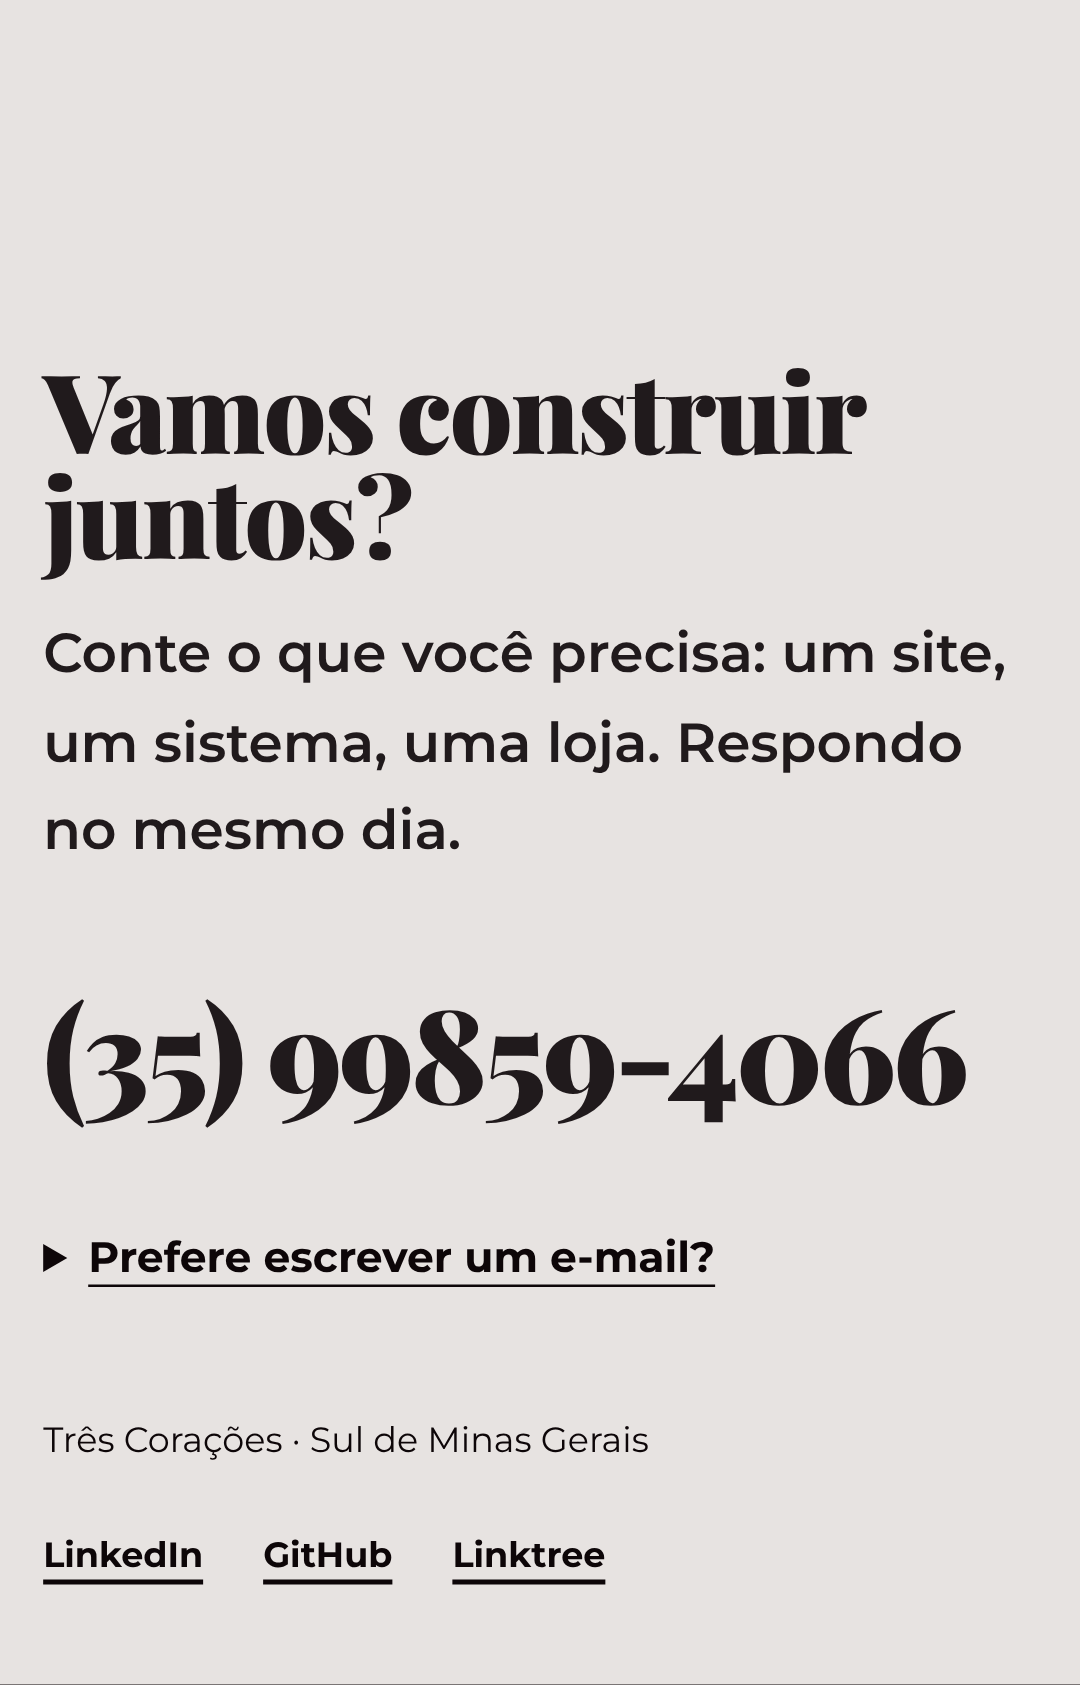 Vamos construir
juntos?
Conte o que você precisa: um site,
um sistema, uma loja. Respondo
no mesmo dia.
(35) 99859-4066
▶ Prefere escrever um e-mail?
Três Corações · Sul de Minas Gerais
LinkedIn GitHub Linktree